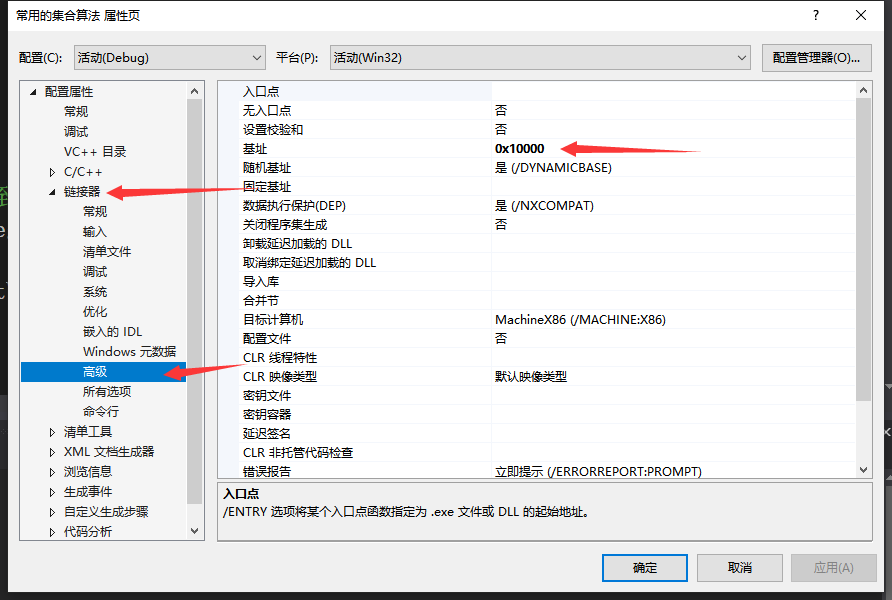 常用的集合算法 属性页
?
配置(C):
活动(Debug)
平台(P):
活动(Win32)
配置管理器(O)...
配置属性
常规
调试
VC++ 目录
C/C++
链接器
常规
输入
清单文件
调试
系统
优化
嵌入的 IDL
Windows 元数据
高级
所有选项
命令行
清单工具
XML 文档生成器
浏览信息
生成事件
自定义生成步骤
代码分析
入口点
无入口点 否
设置校验和 否
基址 0x10000
随机基址 是 (/DYNAMICBASE)
固定基址
数据执行保护(DEP) 是 (/NXCOMPAT)
关闭程序集生成 否
卸载延迟加载的 DLL
取消绑定延迟加载的 DLL
导入库
合并节
目标计算机 MachineX86 (/MACHINE:X86)
配置文件 否
CLR 线程特性
CLR 映像类型 默认映像类型
密钥文件
密钥容器
延迟签名
CLR 非托管代码检查
错误报告 立即提示 (/ERRORREPORT:PROMPT)
入口点
/ENTRY 选项将某个入口点函数指定为 .exe 文件或 DLL 的起始地址。
确定
取消
应用(A)